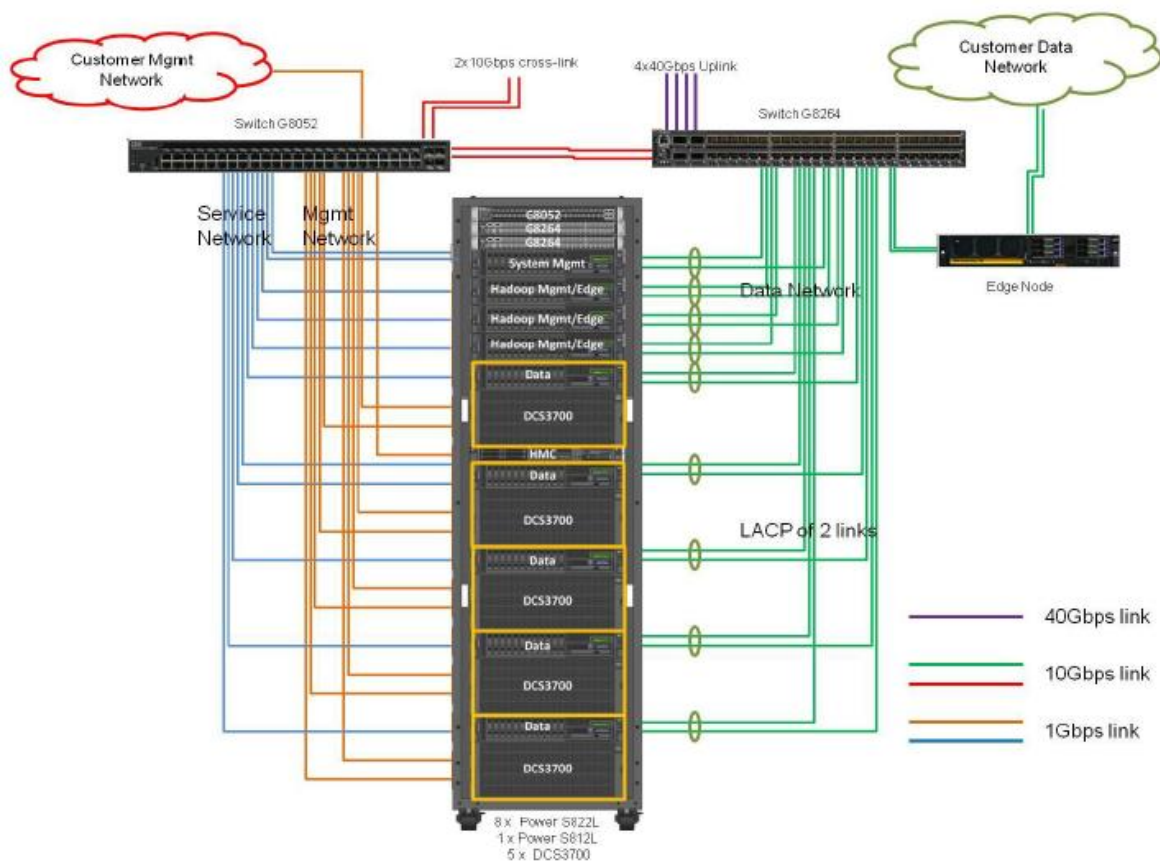 Customer Mgmt
Network
2x10Gbps cross-link
4x40Gbps Uplink
Customer Data
Network
Switch G8052
Switch G8264
Service
Network
Mgmt
Network
G8052
G8264
G8264
System Mgmt
Hadoop Mgmt/Edge
Hadoop Mgmt/Edge
Hadoop Mgmt/Edge
Data Network
Edge Node
Data
DCS3700
HMC
Data
DCS3700
LACP of 2 links
Data
DCS3700
Data
DCS3700
Data
DCS3700
40Gbps link
10Gbps link
1Gbps link
8 x Power S822L
1 x Power S812L
5 x DCS3700